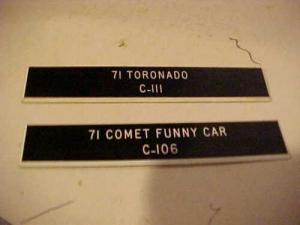 71 TORONADO
C-111
71 COMET FUNNY CAR
C-106